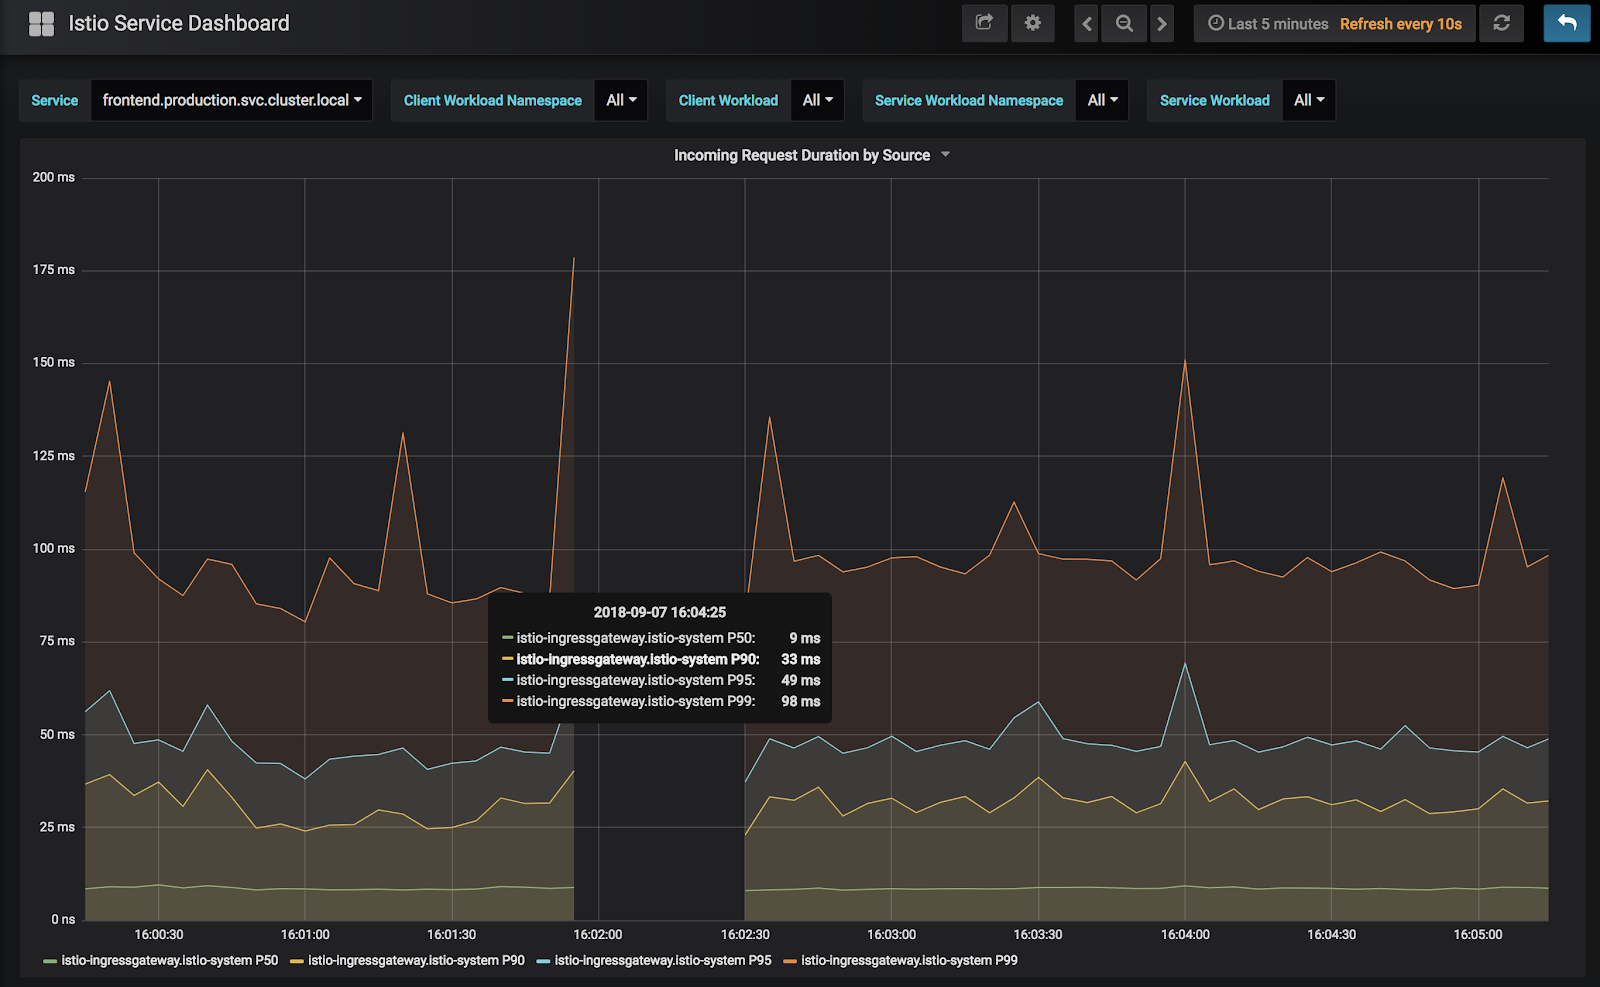 Istio Service Dashboard
Last 5 minutes Refresh every 10s
Service frontend.production.svc.cluster.local Client Workload Namespace All Client Workload All Service Workload Namespace All Service Workload All
Incoming Request Duration by Source
200 ms
175 ms
150 ms
125 ms
100 ms
75 ms
50 ms
25 ms
0 ns
2018-09-07 16:04:25
istio-ingressgateway.istio-system P50: 9 ms
istio-ingressgateway.istio-system P90: 33 ms
istio-ingressgateway.istio-system P95: 49 ms
istio-ingressgateway.istio-system P99: 98 ms
16:00:30 16:01:00 16:01:30 16:02:00 16:02:30 16:03:00 16:03:30 16:04:00 16:04:30 16:05:00
istio-ingressgateway.istio-system P50 istio-ingressgateway.istio-system P90 istio-ingressgateway.istio-system P95 istio-ingressgateway.istio-system P99